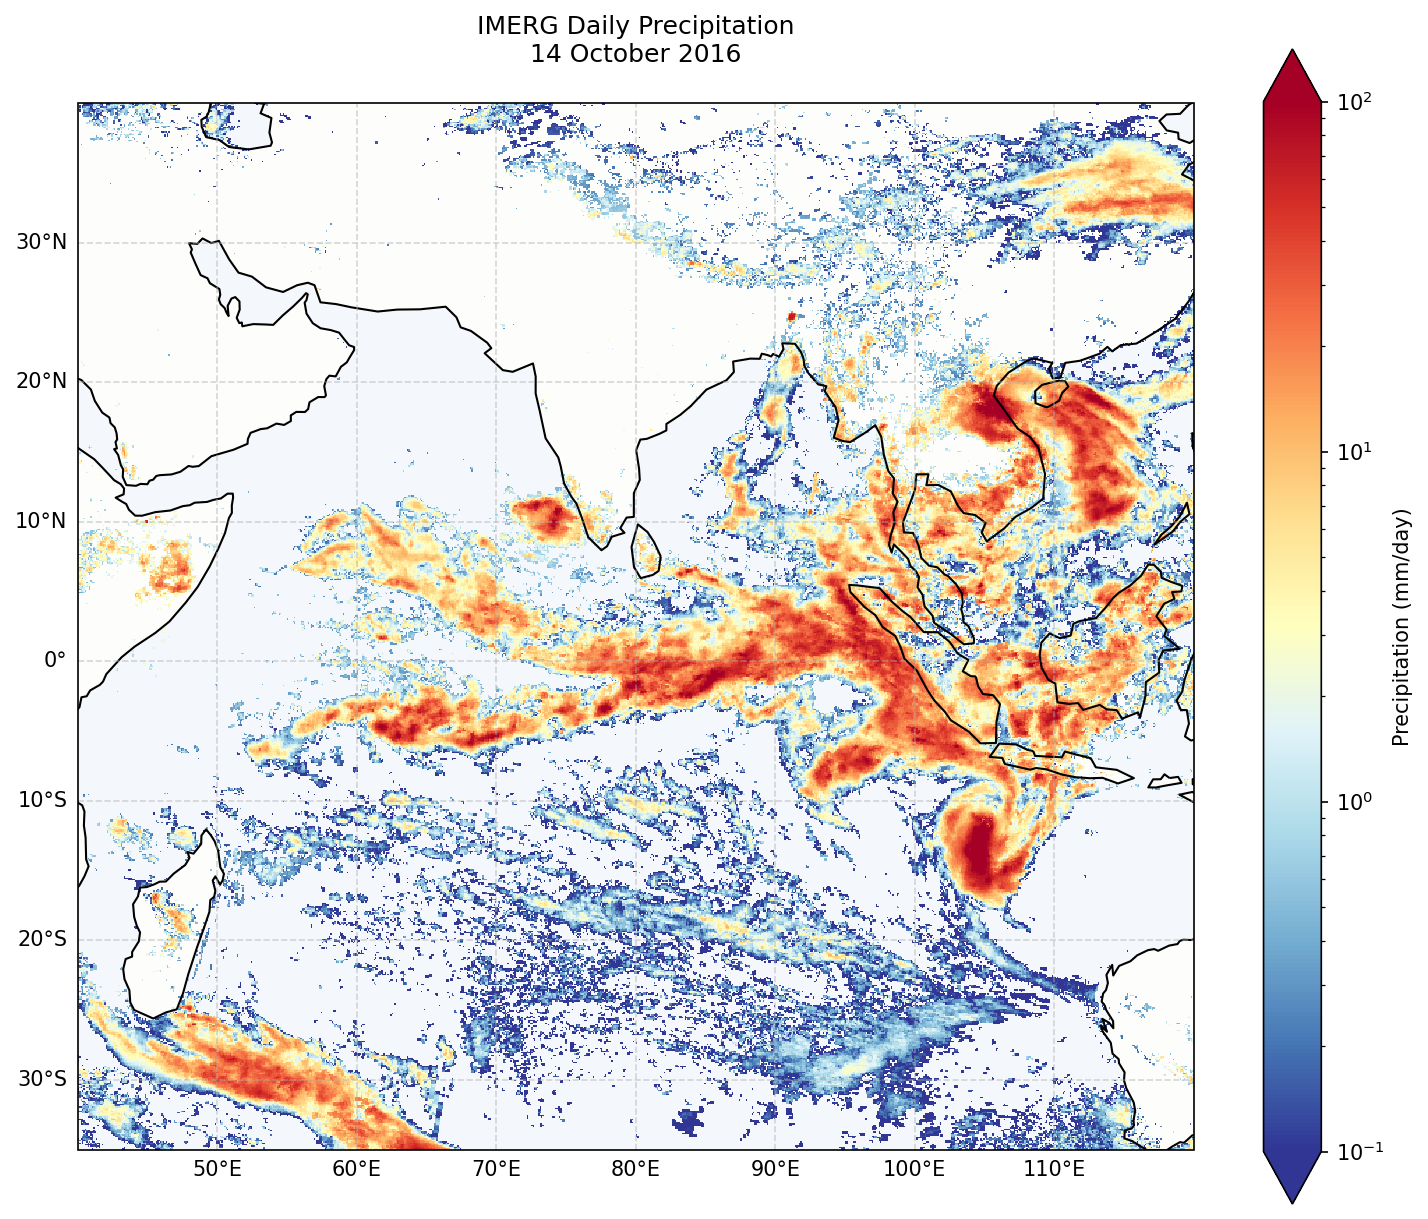 IMERG Daily Precipitation
14 October 2016
30°N
20°N
10°N
0°
10°S
20°S
30°S
50°E
60°E
70°E
80°E
90°E
100°E
110°E
10²
10¹
10⁰
10⁻¹
Precipitation (mm/day)